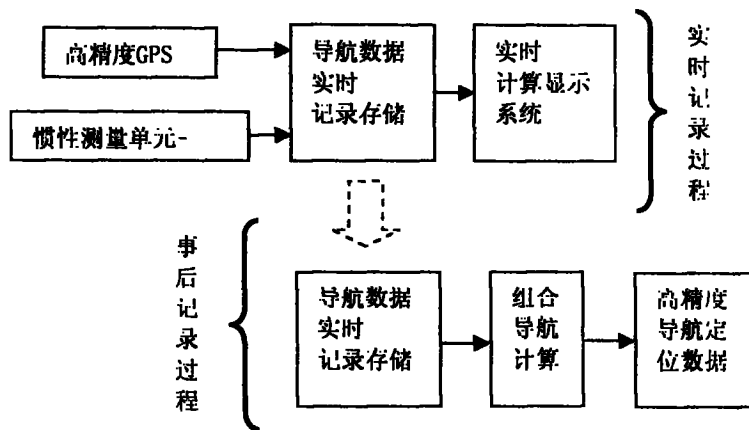 高精度GPS
惯性测量单元-
导航数据
实时
记录存储
实时
计算显示
系统
实时记录过程
事后记录过程
导航数据
实时
记录存储
组合
导航
计算
高精度
导航定
位数据